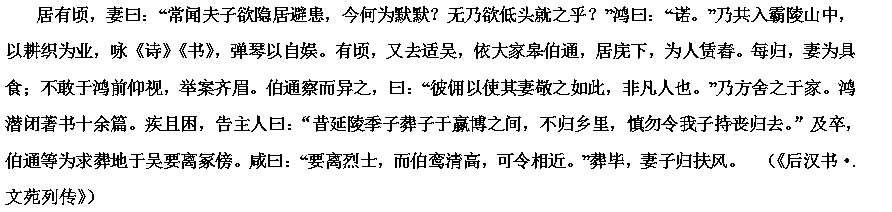 居有顷，妻曰：“常闻夫子欲隐居避患，今何为默默？无乃欲低头就之乎？”鸿曰：“诺。”乃共入霸陵山中，
以耕织为业，咏《诗》《书》，弹琴以自娱。有顷，又去适吴，依大家皋伯通，居庑下，为人赁舂。每归，妻为具
食；不敢于鸿前仰视，举案齐眉。伯通察而异之，曰：“彼佣以使其妻敬之如此，非凡人也。”乃方舍之于家。鸿
潜闭著书十余篇。疾且困，告主人曰：“昔延陵季子葬子于嬴博之间，不归乡里，慎勿令我子持丧归去。”及卒，
伯通等为求葬地于吴要离冢傍。咸曰：“要离烈士，而伯鸾清高，可令相近。”葬毕，妻子归扶风。 （《后汉书·.
文苑列传》）